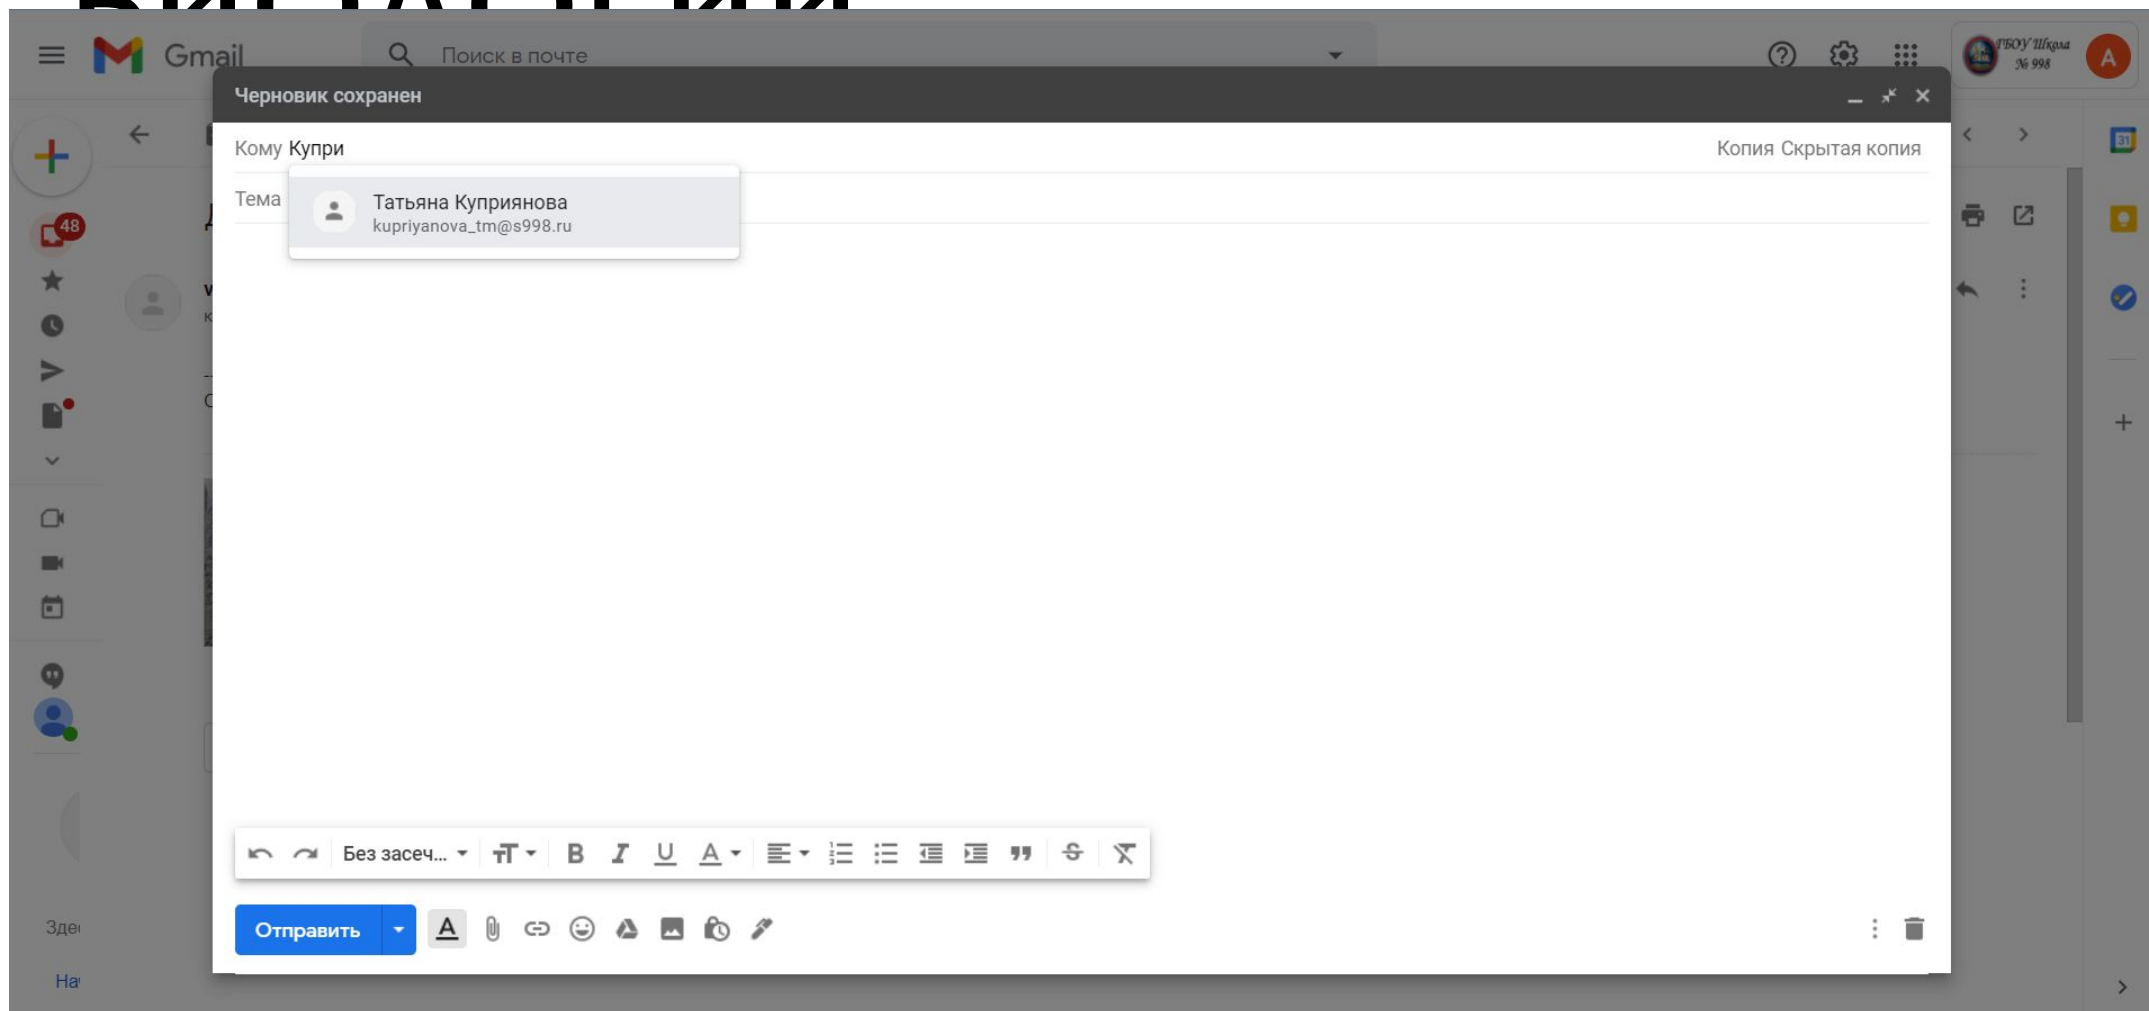 Gmail
Поиск в почте
ГБОУ Школа
№ 998
A
Черновик сохранен
Кому Купри
Копия Скрытая копия
Тема
Татьяна Куприянова
kupriyanova_tm@s998.ru
48
31
Без засеч...
Отправить